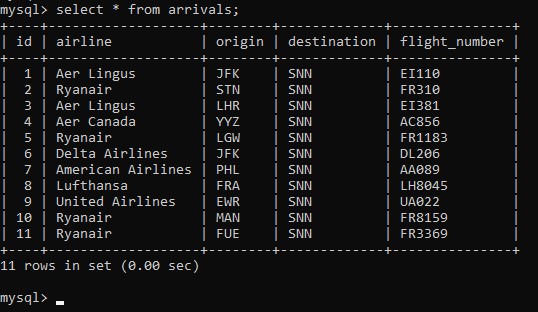 mysql> select * from arrivals;
+----+-------------------+--------+-------------+---------------+
| id | airline           | origin | destination | flight_number |
+----+-------------------+--------+-------------+---------------+
|  1 | Aer Lingus        | JFK    | SNN         | EI110         |
|  2 | Ryanair           | STN    | SNN         | FR310         |
|  3 | Aer Lingus        | LHR    | SNN         | EI381         |
|  4 | Aer Canada        | YYZ    | SNN         | AC856         |
|  5 | Ryanair           | LGW    | SNN         | FR1183        |
|  6 | Delta Airlines    | JFK    | SNN         | DL206         |
|  7 | American Airlines | PHL    | SNN         | AA089         |
|  8 | Lufthansa         | FRA    | SNN         | LH8045        |
|  9 | United Airlines   | EWR    | SNN         | UA022         |
| 10 | Ryanair           | MAN    | SNN         | FR8159        |
| 11 | Ryanair           | FUE    | SNN         | FR3369        |
+----+-------------------+--------+-------------+---------------+
11 rows in set (0.00 sec)
mysql>